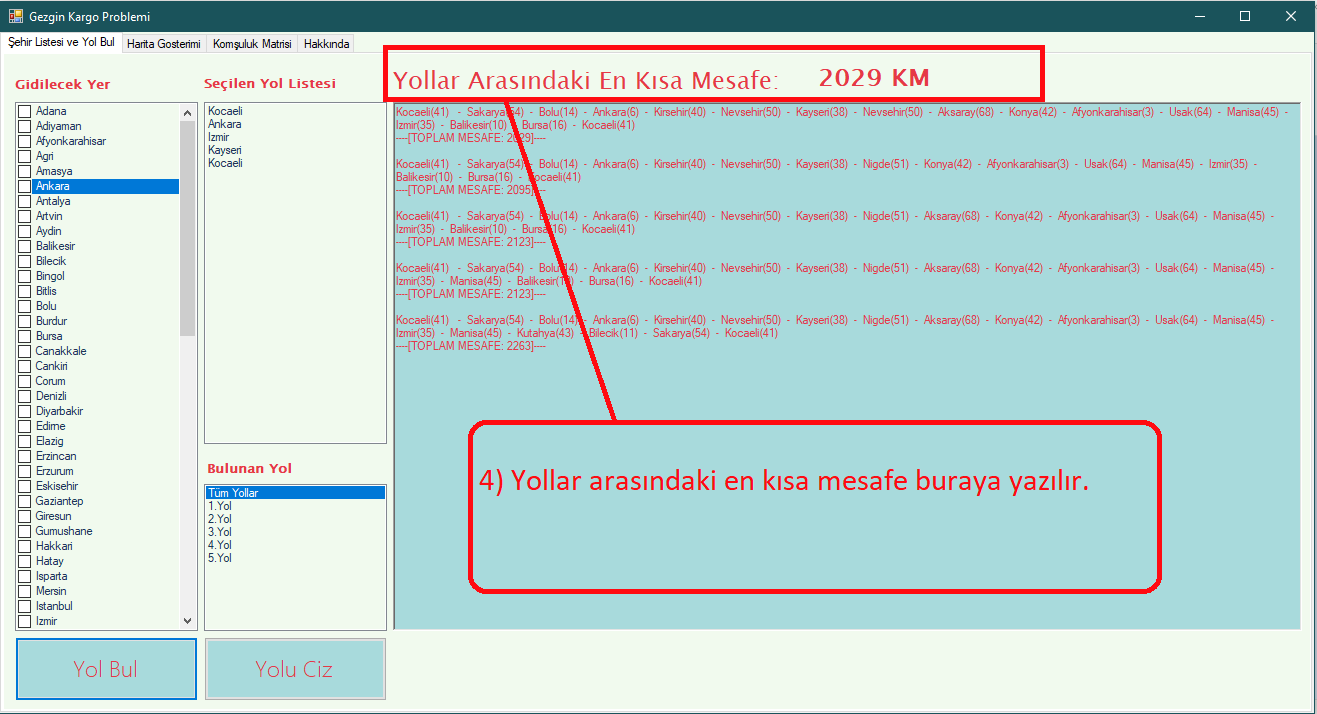 Gezgin Kargo Problemi
Şehir Listesi ve Yol Bul
Harita Gosterimi
Komşuluk Matrisi
Hakkında
Gidilecek Yer
Adana
Adiyaman
Afyonkarahisar
Agri
Amasya
Ankara
Antalya
Artvin
Aydin
Balikesir
Bilecik
Bingol
Bitlis
Bolu
Burdur
Bursa
Canakkale
Cankiri
Corum
Denizli
Diyarbakir
Edirne
Elazig
Erzincan
Erzurum
Eskisehir
Gaziantep
Giresun
Gumushane
Hakkari
Hatay
Isparta
Mersin
Istanbul
Izmir
Yol Bul
Seçilen Yol Listesi
Kocaeli
Ankara
Izmir
Kayseri
Kocaeli
Bulunan Yol
Tüm Yollar
1.Yol
2.Yol
3.Yol
4.Yol
5.Yol
Yolu Ciz
Yollar Arasındaki En Kısa Mesafe: 2029 KM
Kocaeli(41) - Sakarya(54) - Bolu(14) - Ankara(6) - Kirsehir(40) - Nevsehir(50) - Kayseri(38) - Nevsehir(50) - Aksaray(68) - Konya(42) - Afyonkarahisar(3) - Usak(64) - Manisa(45) -
Izmir(35) - Balikesir(10) - Bursa(16) - Kocaeli(41)
----[TOPLAM MESAFE: 2029]----
Kocaeli(41) - Sakarya(54) - Bolu(14) - Ankara(6) - Kirsehir(40) - Nevsehir(50) - Kayseri(38) - Nigde(51) - Konya(42) - Afyonkarahisar(3) - Usak(64) - Manisa(45) - Izmir(35) -
Balikesir(10) - Bursa(16) - Kocaeli(41)
----[TOPLAM MESAFE: 2095]----
Kocaeli(41) - Sakarya(54) - Bolu(14) - Ankara(6) - Kirsehir(40) - Nevsehir(50) - Kayseri(38) - Nigde(51) - Aksaray(68) - Konya(42) - Afyonkarahisar(3) - Usak(64) - Manisa(45) -
Izmir(35) - Balikesir(10) - Bursa(16) - Kocaeli(41)
----[TOPLAM MESAFE: 2123]----
Kocaeli(41) - Sakarya(54) - Bolu(14) - Ankara(6) - Kirsehir(40) - Nevsehir(50) - Kayseri(38) - Nigde(51) - Aksaray(68) - Konya(42) - Afyonkarahisar(3) - Usak(64) - Manisa(45) -
Izmir(35) - Manisa(45) - Balikesir(10) - Bursa(16) - Kocaeli(41)
----[TOPLAM MESAFE: 2123]----
Kocaeli(41) - Sakarya(54) - Bolu(14) - Ankara(6) - Kirsehir(40) - Nevsehir(50) - Kayseri(38) - Nigde(51) - Aksaray(68) - Konya(42) - Afyonkarahisar(3) - Usak(64) - Manisa(45) -
Izmir(35) - Manisa(45) - Kutahya(43) - Bilecik(11) - Sakarya(54) - Kocaeli(41)
----[TOPLAM MESAFE: 2263]----
4) Yollar arasındaki en kısa mesafe buraya yazılır.